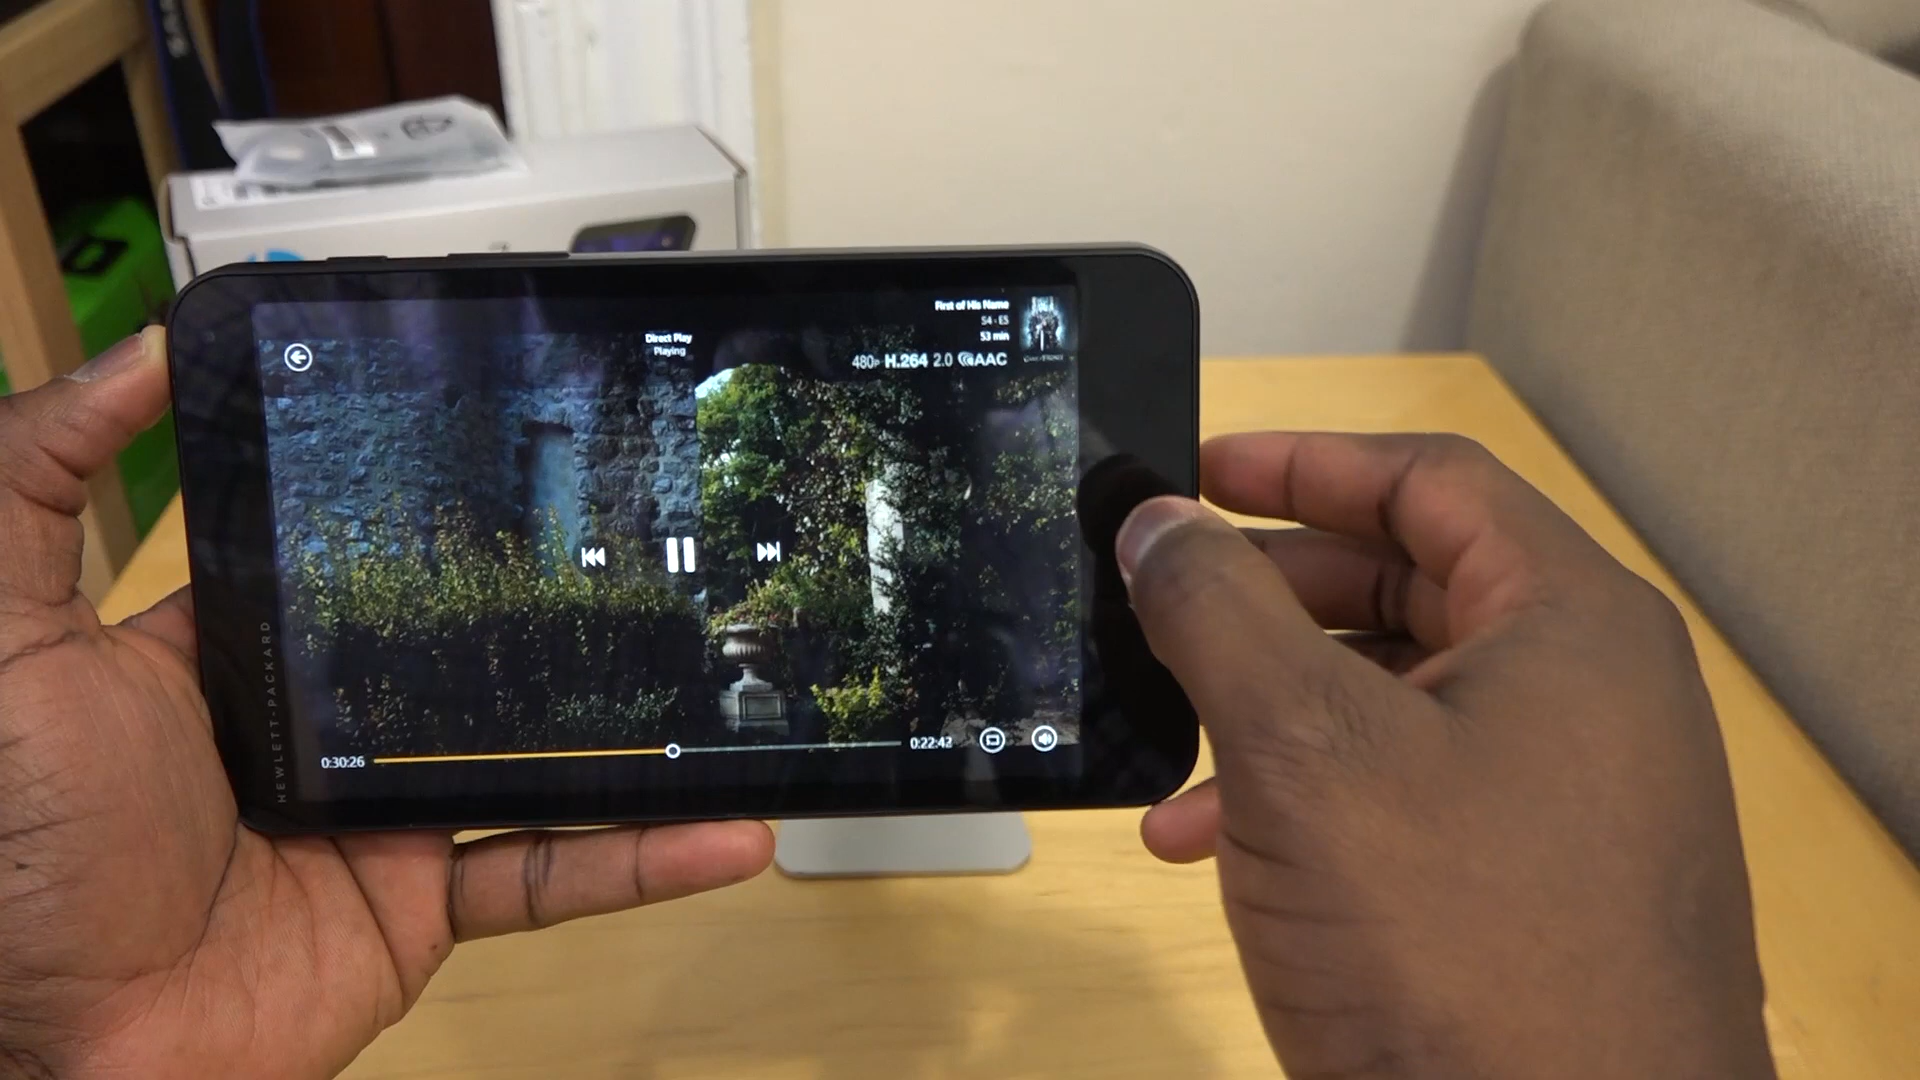 First of His Name
S4 · E5
53 min
Direct Play
Playing
480P H.264 2.0 AAC
0:30:26
0:22:42
HEWLETT-PACKARD